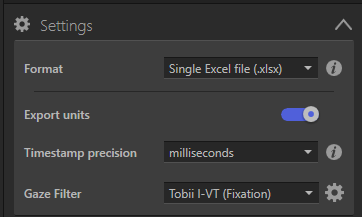 Settings
Format Single Excel file (.xlsx)
Export units
Timestamp precision milliseconds
Gaze Filter Tobii I-VT (Fixation)